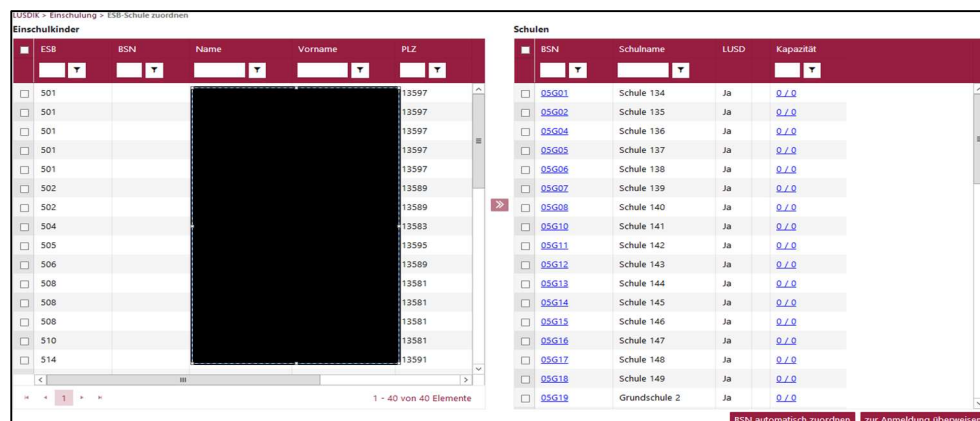 LUSDIK > Einschulung > ESB-Schule zuordnen
Einschulkinder
ESB BSN Name Vorname PLZ
501 13597
501 13597
501 13597
501 13597
501 13597
502 13589
502 13589
504 13583
505 13595
506 13589
508 13581
508 13581
508 13581
510 13581
514 13591
1
1 - 40 von 40 Elemente
Schulen
BSN Schulname LUSD Kapazität
05G01 Schule 134 Ja 0 / 0
05G02 Schule 135 Ja 0 / 0
05G04 Schule 136 Ja 0 / 0
05G05 Schule 137 Ja 0 / 0
05G06 Schule 138 Ja 0 / 0
05G07 Schule 139 Ja 0 / 0
05G08 Schule 140 Ja 0 / 0
05G10 Schule 141 Ja 0 / 0
05G11 Schule 142 Ja 0 / 0
05G12 Schule 143 Ja 0 / 0
05G13 Schule 144 Ja 0 / 0
05G14 Schule 145 Ja 0 / 0
05G15 Schule 146 Ja 0 / 0
05G16 Schule 147 Ja 0 / 0
05G17 Schule 148 Ja 0 / 0
05G18 Schule 149 Ja 0 / 0
05G19 Grundschule 2 Ja 0 / 0
BSN automatisch zuordnen zur Anmeldung überweisen